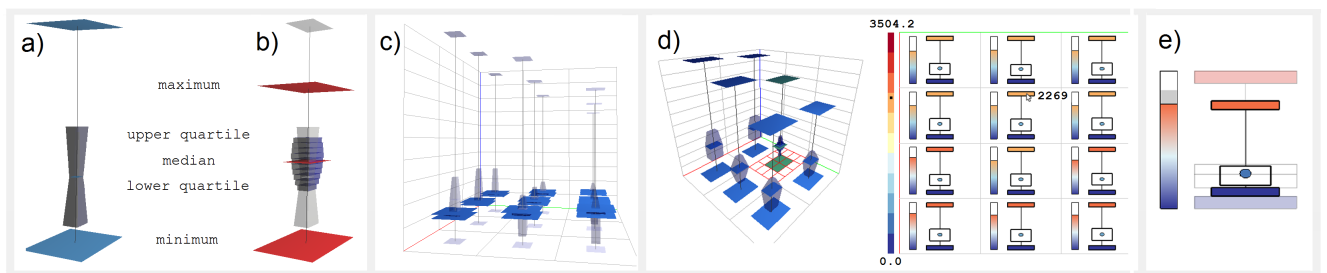 a)
b)
c)
d)
e)
maximum
upper quartile
median
lower quartile
minimum
3504.2
2269
0.0